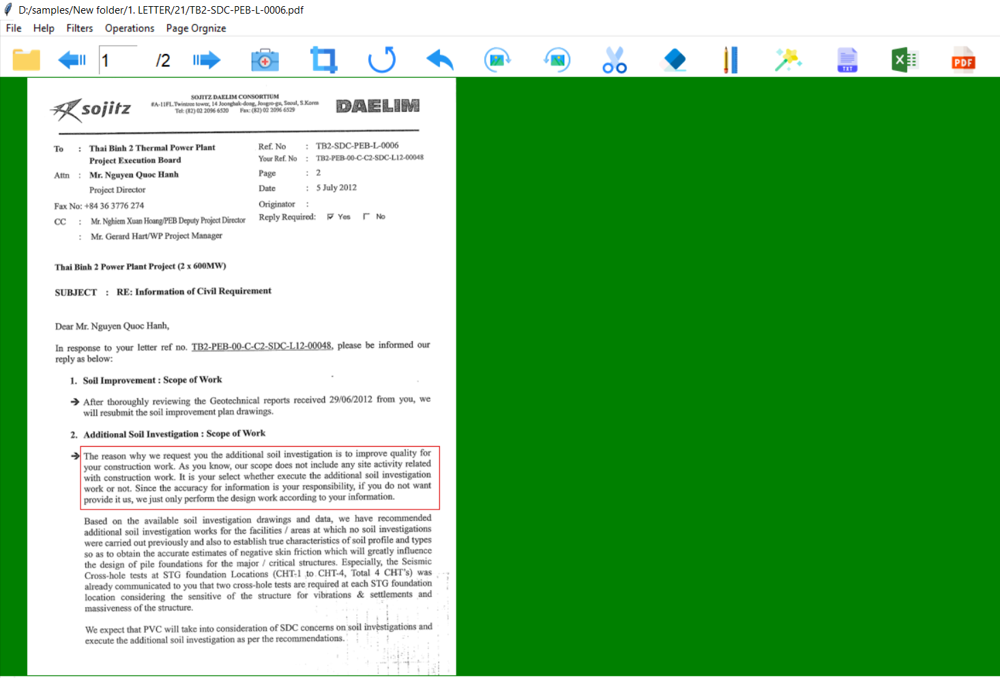 D:/samples/New folder/1. LETTER/21/TB2-SDC-PEB-L-0006.pdf
File Help Filters Operations Page Orgnize
1 /2 TXT X PDF
sojitz
SOJITZ DAELIM CONSORTIUM
#A-11FL.Twintree tower, 14 Joonghak-dong, Jongro-gu, Seoul, S.Korea
Tel: (82) 02 2096 6520 Fax: (82) 02 2096 6529
DAELIM
To : Thai Binh 2 Thermal Power Plant
Project Execution Board
Attn : Mr. Nguyen Quoc Hanh
Project Director
Fax No: +84 36 3776 274
CC : Mr. Nghiem Xuan Hoang/PEB Deputy Project Director
: Mr. Gerard Hart/WP Project Manager
Ref. No : TB2-SDC-PEB-L-0006
Your Ref. No : TB2-PEB-00-C-C2-SDC-L12-00048
Page : 2
Date : 5 July 2012
Originator :
Reply Required: Yes No
Thai Binh 2 Power Plant Project (2 x 600MW)
SUBJECT : RE: Information of Civil Requirement
Dear Mr. Nguyen Quoc Hanh,
In response to your letter ref no. TB2-PEB-00-C-C2-SDC-L12-00048, please be informed our
reply as below:
1. Soil Improvement : Scope of Work
➔ After thoroughly reviewing the Geotechnical reports received 29/06/2012 from you, we
will resubmit the soil improvement plan drawings.
2. Additional Soil Investigation : Scope of Work
➔ The reason why we request you the additional soil investigation is to improve quality for
your construction work. As you know, our scope does not include any site activity related
with construction work. It is your select whether execute the additional soil investigation
work or not. Since the accuracy for information is your responsibility, if you do not want
provide it us, we just only perform the design work according to your information.
Based on the available soil investigation drawings and data, we have recommended
additional soil investigation works for the facilities / areas at which no soil investigations
were carried out previously and also to establish true characteristics of soil profile and types
so as to obtain the accurate estimates of negative skin friction which will greatly influence
the design of pile foundations for the major / critical structures. Especially, the Seismic
Cross-hole tests at STG foundation Locations (CHT-1 to CHT-4, Total 4 CHT's) was
already communicated to you that two cross-hole tests are required at each STG foundation
location considering the sensitive of the structure for vibrations & settlements and
massiveness of the structure.
We expect that PVC will take into consideration of SDC concerns on soil investigations and
execute the additional soil investigation as per the recommendations.